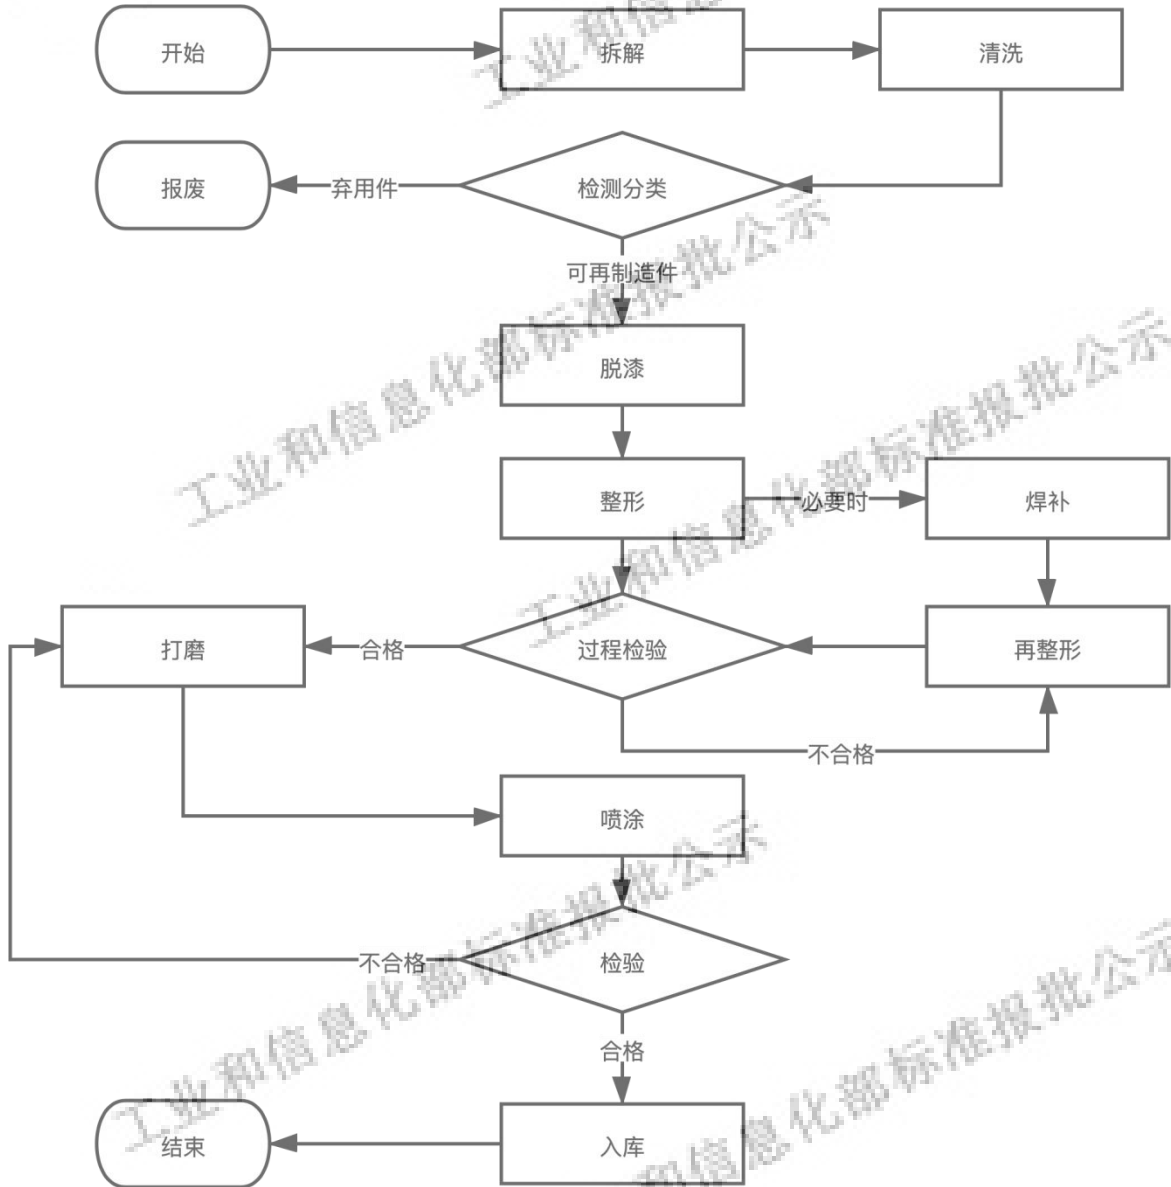 开始
拆解
清洗
报废
弃用件
检测分类
可再制造件
脱漆
整形
必要时
焊补
打磨
合格
过程检验
再整形
不合格
喷涂
不合格
检验
合格
结束
入库
工业和信息
工业和信息化部标准报批公示
工业和信息化部标准报批公示
工业和信息化部标准报批公示
和信息化部标准报批公示